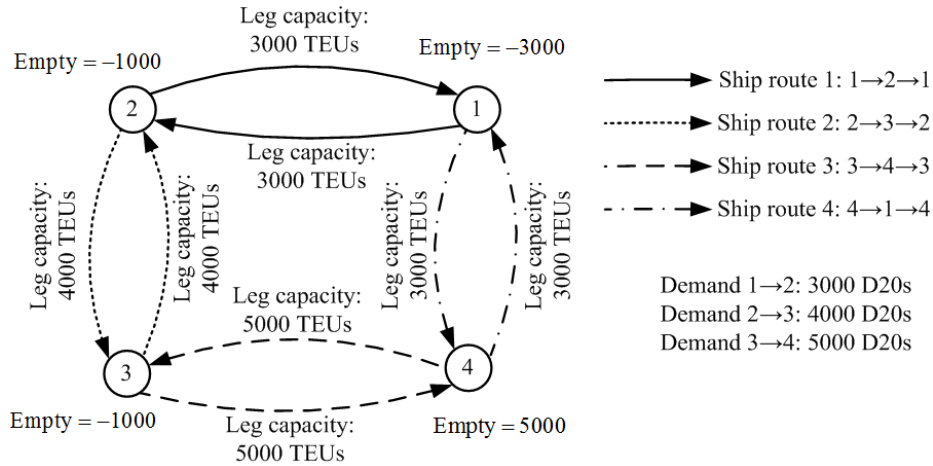 Leg capacity:
3000 TEUs
Empty = −1000
Empty = −3000
2
1
Leg capacity:
3000 TEUs
Ship route 1: 1→2→1
Ship route 2: 2→3→2
Ship route 3: 3→4→3
Ship route 4: 4→1→4
Leg capacity:
4000 TEUs
Leg capacity:
4000 TEUs
Leg capacity:
3000 TEUs
Leg capacity:
3000 TEUs
Demand 1→2: 3000 D20s
Demand 2→3: 4000 D20s
Demand 3→4: 5000 D20s
Leg capacity:
5000 TEUs
3
4
Empty = −1000
Leg capacity:
5000 TEUs
Empty = 5000